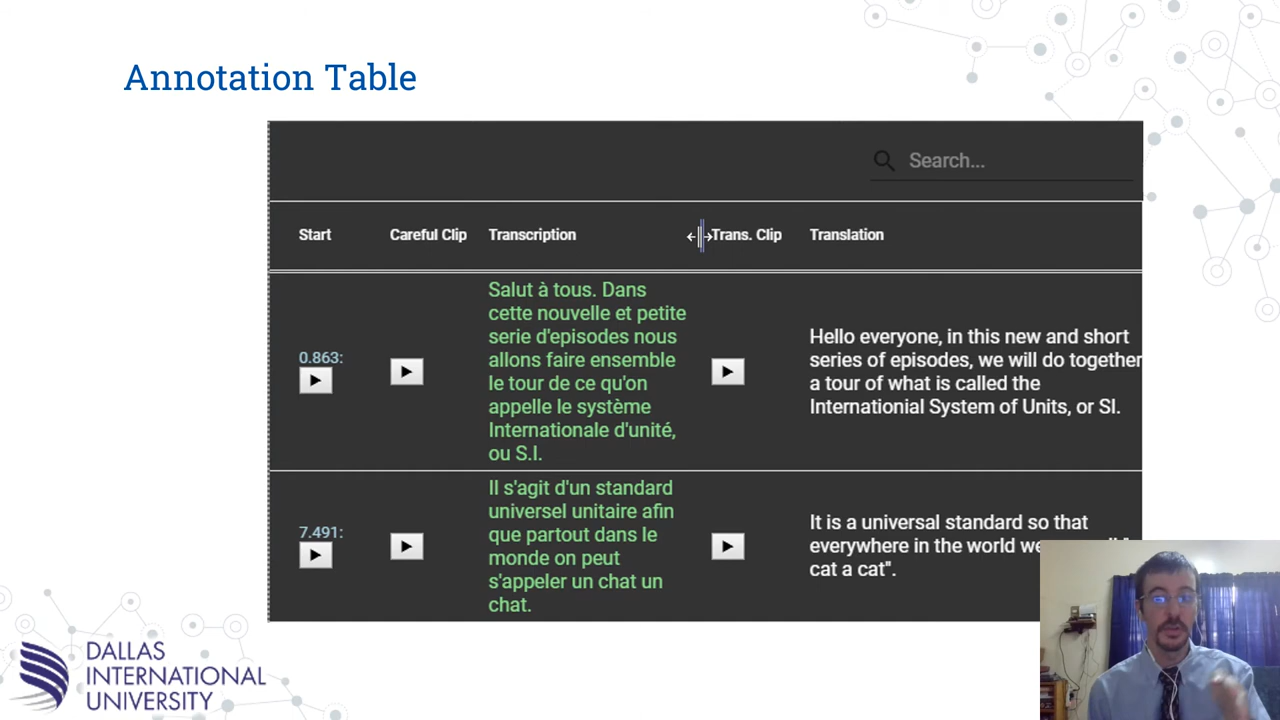 Annotation Table
Search...
Start
Careful Clip
Transcription
Trans. Clip
Translation
0.863:
Salut à tous. Dans
cette nouvelle et petite
serie d'episodes nous
allons faire ensemble
le tour de ce qu'on
appelle le système
Internationale d'unité,
ou S.I.
Hello everyone, in this new and short
series of episodes, we will do together
a tour of what is called the
Internationial System of Units, or SI.
7.491:
Il s'agit d'un standard
universel unitaire afin
que partout dans le
monde on peut
s'appeler un chat un
chat.
It is a universal standard so that
everywhere in the world
cat a cat".
DALLAS
INTERNATIONAL
UNIVERSITY